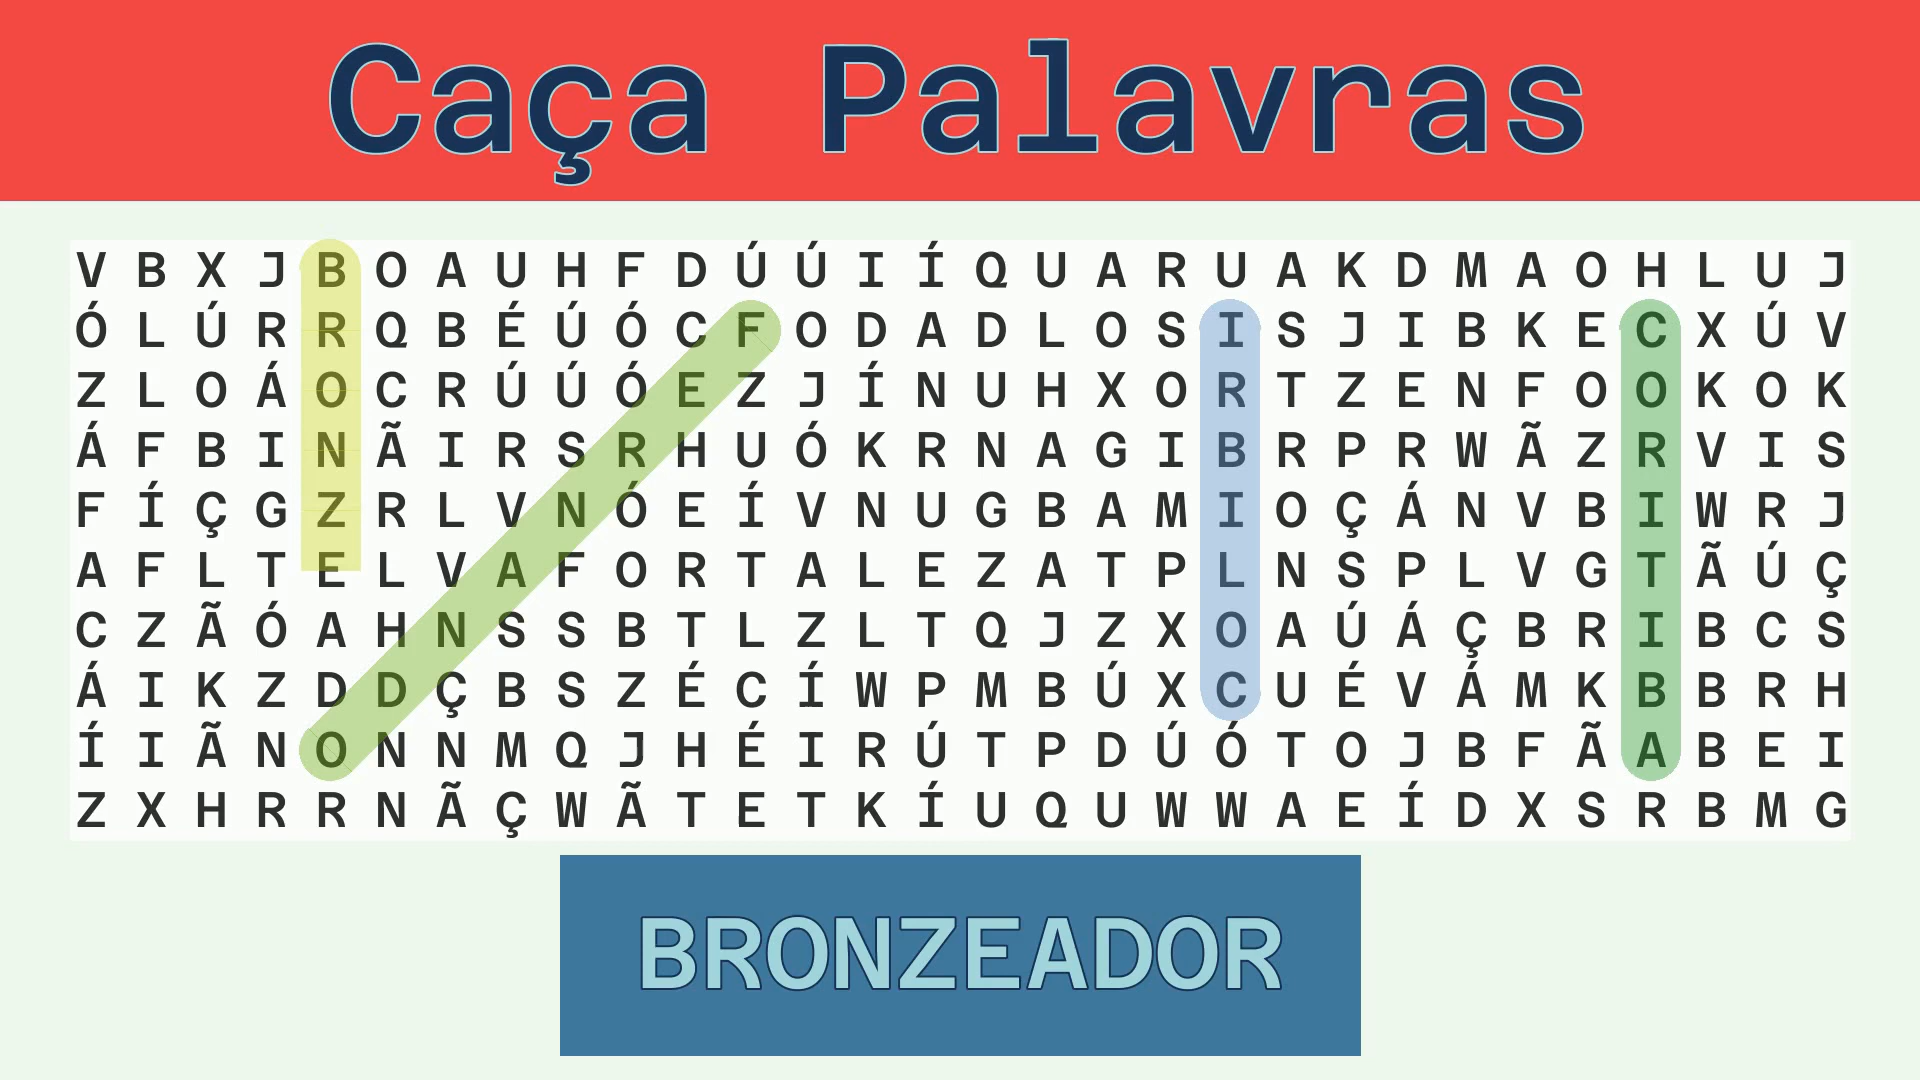 Caça Palavras
V B X J B O A U H F D Ú Ú I Í Q U A R U A K D M A O H L U J
Ó L Ú R R Q B É Ú Ó C F O D A D L O S I S J I B K E C X Ú V
Z L O Á O C R Ú Ú Ó E Z J Í N U H X O R T Z E N F O O K O K
Á F B I N Ã I R S R H U Ó K R N A G I B R P R W Ã Z R V I S
F Í Ç G Z R L V N Ó E Í V N U G B A M I O Ç Á N V B I W R J
A F L T E L V A F O R T A L E Z A T P L N S P L V G T Ã Ú Ç
C Z Ã Ó A H N S S B T L Z L T Q J Z X O A Ú Á Ç B R I B C S
Á I K Z D D Ç B S Z É C Í W P M B Ú X C U É V Á M K B B R H
Í I Ã N O N N M Q J H É I R Ú T P D Ú Ó T O J B F Ã A B E I
Z X H R R N Ã Ç W Ã T E T K Í U Q U W W A E Í D X S R B M G
BRONZEADOR